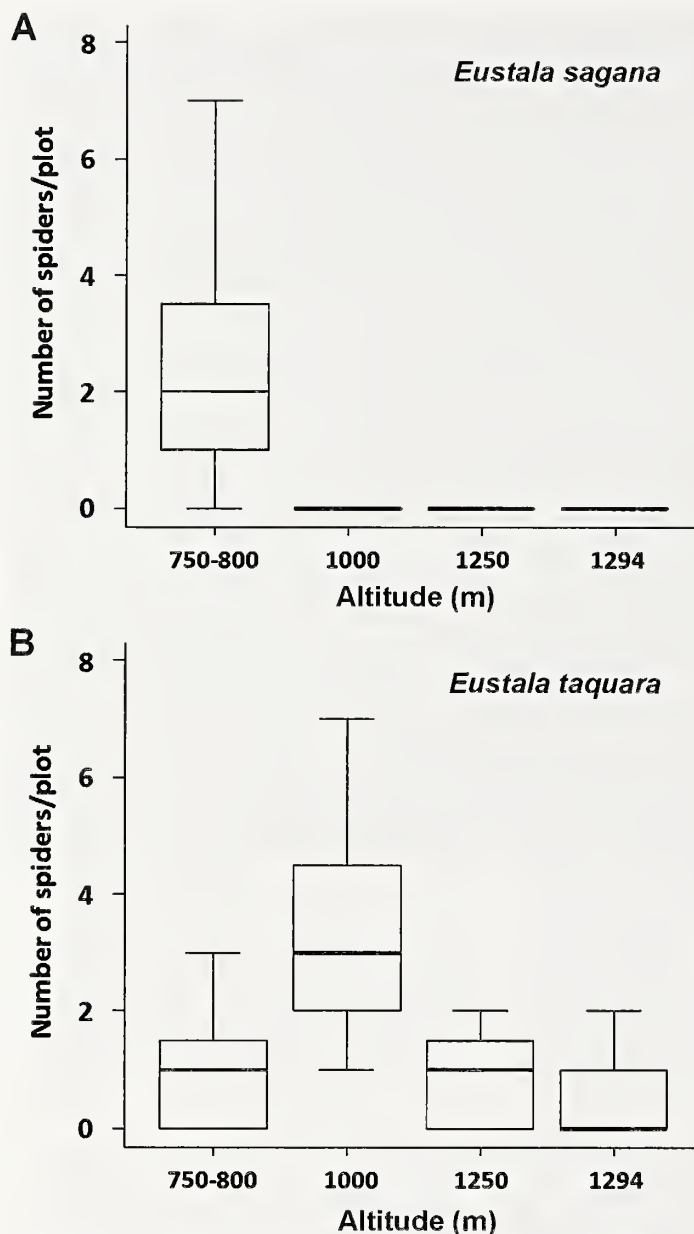 A
Eustala sagana
Number of spiders/plot
8
6
4
2
0
750-800 1000 1250 1294
Altitude (m)
B
Eustala taquara
Number of spiders/plot
8
6
4
2
0
750-800 1000 1250 1294
Altitude (m)